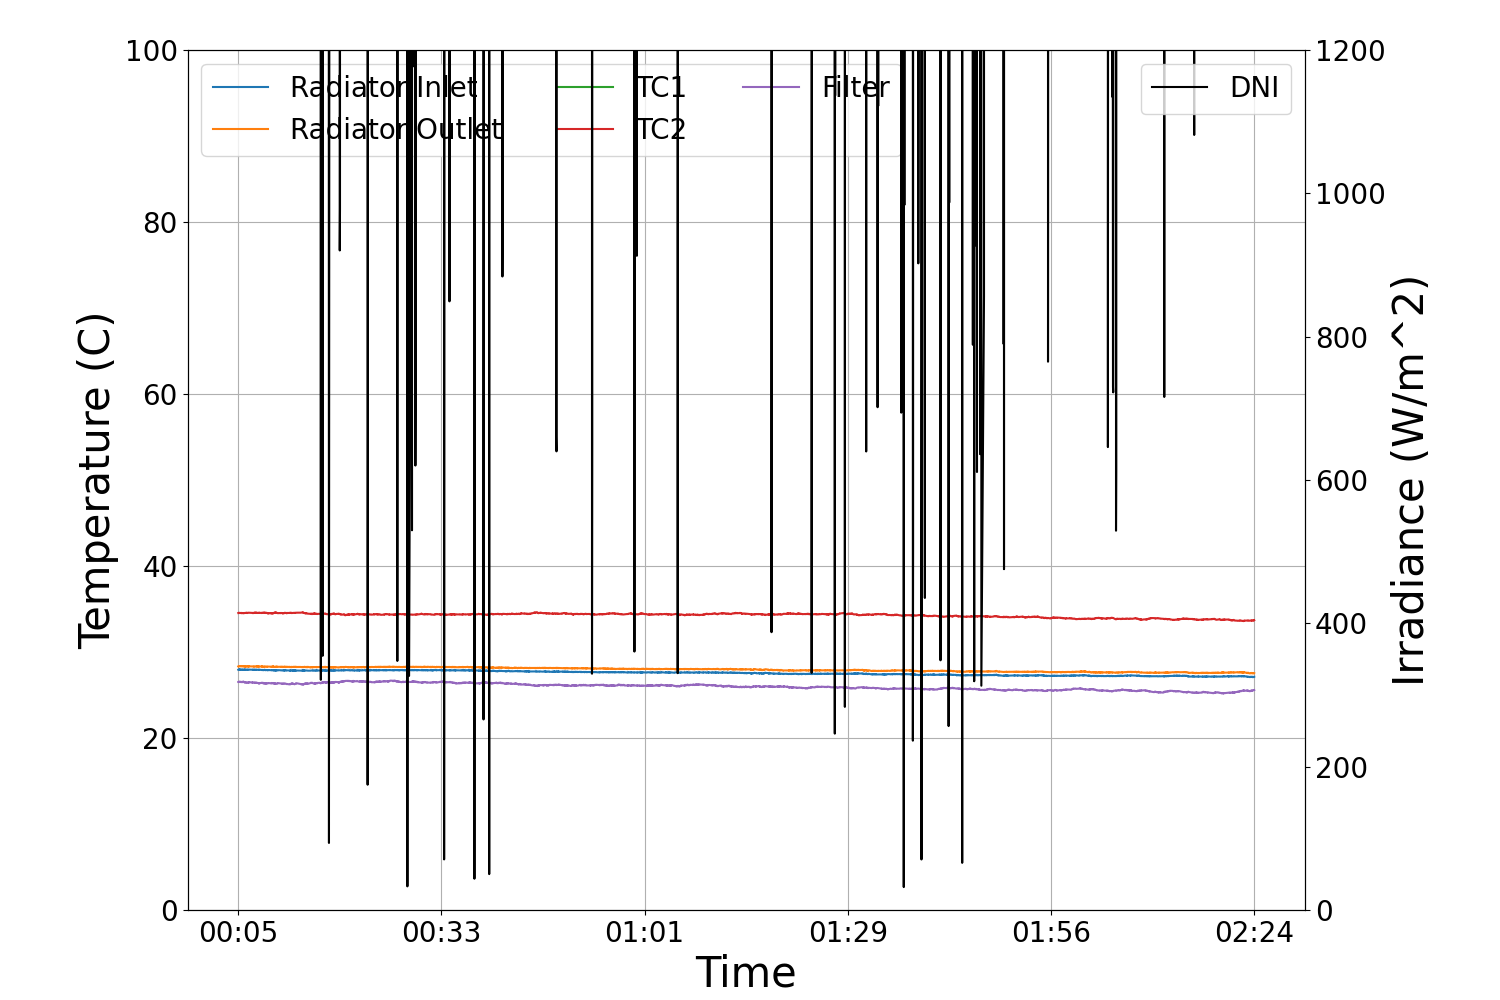 100
80
60
40
20
0
Temperature (C)
Radiator Inlet
Radiator Outlet
TC1
TC2
Filter
DNI
1200
1000
800
600
400
200
0
Irradiance (W/m^2)
00:05 00:33 01:01 01:29 01:56 02:24
Time